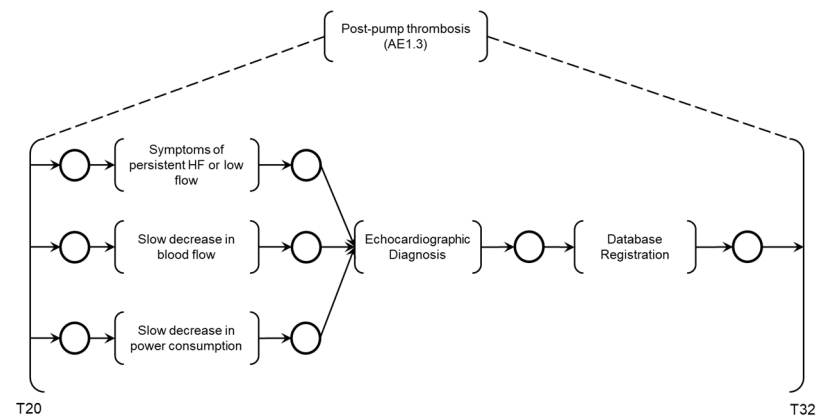 Post-pump thrombosis
(AE1.3)
Symptoms of
persistent HF or low
flow
Slow decrease in
blood flow
Echocardiographic
Diagnosis
Database
Registration
Slow decrease in
power consumption
T20
T32